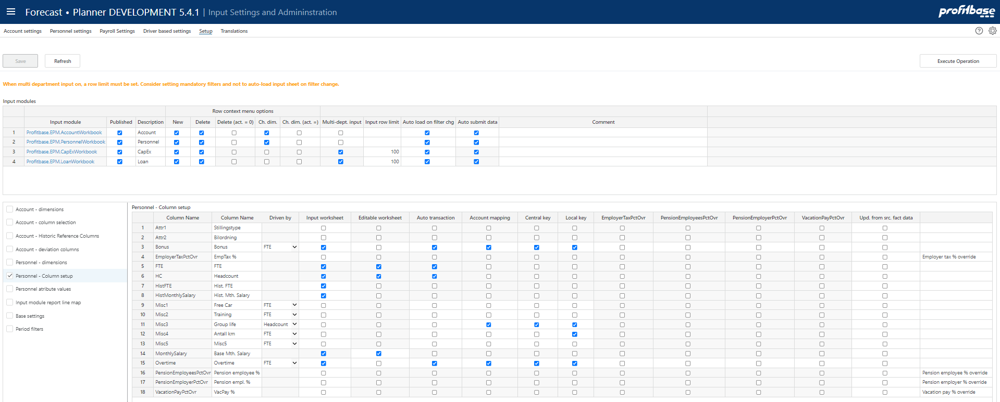 Forecast • Planner DEVELOPMENT 5.4.1 | Input Settings and Admininstration
profitbase
Account settings Personnel settings Payroll Settings Driver based settings Setup Translations
Save Refresh Execute Operation
When multi department input on, a row limit must be set. Consider setting mandatory filters and not to auto-load input sheet on filter change.
Input modules
Row context menu options
Input module Published Description New Delete Delete (act. = 0) Ch. dim. Ch. dim. (act. =) Multi-dept. input Input row limit Auto load on filter chg Auto submit data Comment
1 Profitbase.EPM.AccountWorkbook Account
2 Profitbase.EPM.PersonnelWorkbook Personnel
3 Profitbase.EPM.CapExWorkbook CapEx 100
4 Profitbase.EPM.LoanWorkbook Loan 100
Account - dimensions
Account - column selection
Account - Historic Reference Columns
Account - deviation columns
Personnel - dimensions
Personnel - Column setup
Personnel atribute values
Input module report line map
Base settings
Period filters
Personnel - Column setup
Column Name Column Name Driven by Input worksheet Editable worksheet Auto transaction Account mapping Central key Local key EmployerTaxPctOvr PensionEmployeesPctOvr PensionEmployerPctOvr VacationPayPctOvr Upd. from src. fact data
1 Attr1 Stillingstype
2 Attr2 Bilordning
3 Bonus Bonus FTE
4 EmployerTaxPctOvr EmpTax % Employer tax % override
5 FTE FTE
6 HC Headcount
7 HistFTE Hist. FTE
8 HistMonthlySalary Hist. Mth. Salary
9 Misc1 Free Car FTE
10 Misc2 Training FTE
11 Misc3 Group life Headcount
12 Misc4 Antall km FTE
13 Misc5 Misc5 FTE
14 MonthlySalary Base Mth. Salary
15 Overtime Overtime FTE
16 PensionEmployeesPctOvr Pension employee % Pension employee % override
17 PensionEmployerPctOvr Pension empl. % Pension employer % override
18 VacationPayPctOvr VacPay % Vacation pay % override